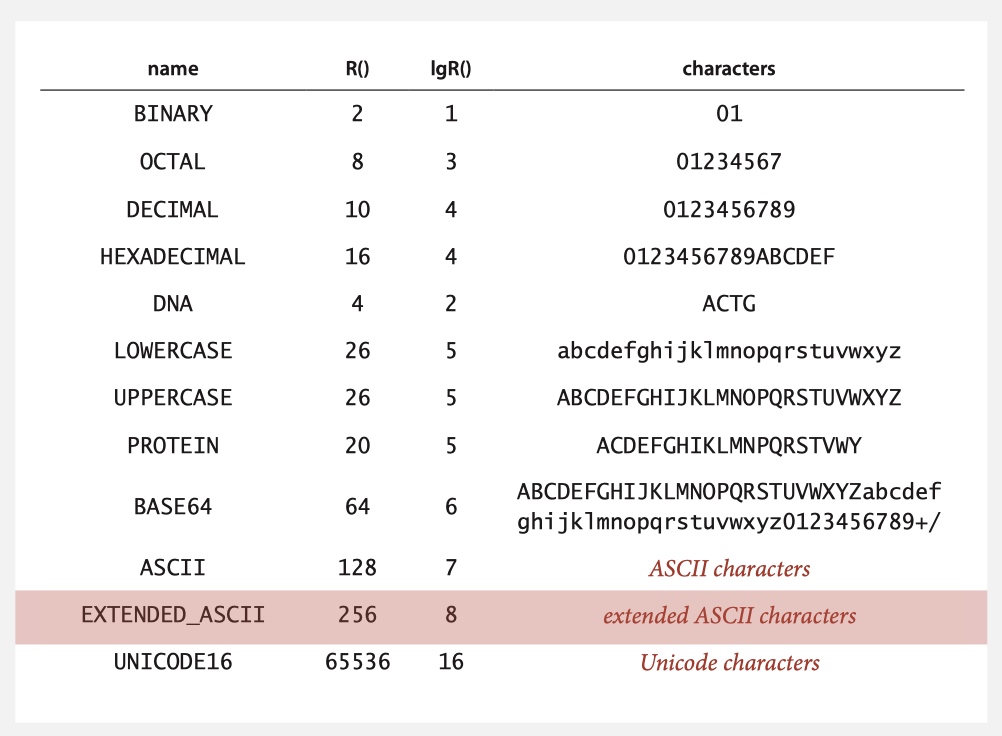 name R() lgR() characters
BINARY 2 1 01
OCTAL 8 3 01234567
DECIMAL 10 4 0123456789
HEXADECIMAL 16 4 0123456789ABCDEF
DNA 4 2 ACTG
LOWERCASE 26 5 abcdefghijklmnopqrstuvwxyz
UPPERCASE 26 5 ABCDEFGHIJKLMNOPQRSTUVWXYZ
PROTEIN 20 5 ACDEFGHIKLMNPQRSTVWY
BASE64 64 6 ABCDEFGHIJKLMNOPQRSTUVWXYZabcdef
ghijklmnopqrstuvwxyz0123456789+/
ASCII 128 7 ASCII characters
EXTENDED_ASCII 256 8 extended ASCII characters
UNICODE16 65536 16 Unicode characters